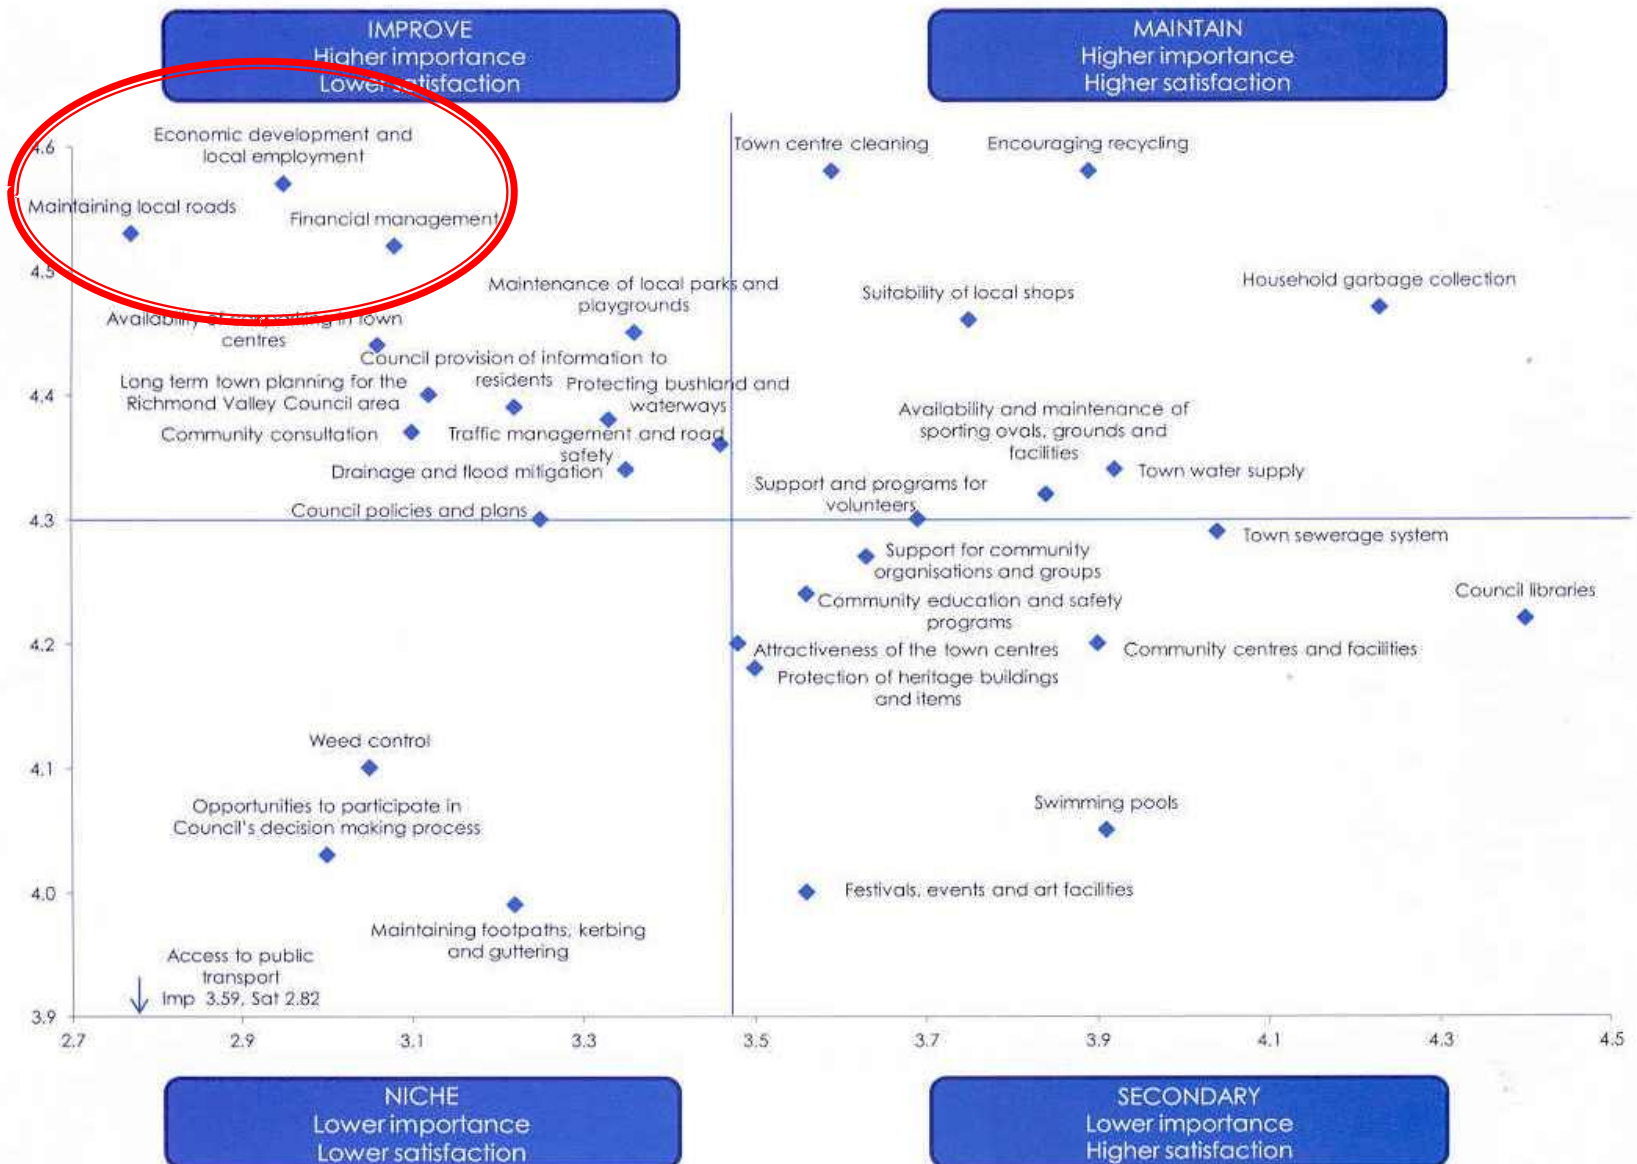 IMPROVE
Higher importance
Lower satisfaction
MAINTAIN
Higher importance
Higher satisfaction
4.6
4.5
4.4
4.3
4.2
4.1
4.0
3.9
Economic development and
local employment
Maintaining local roads
Financial management
Town centre cleaning
Encouraging recycling
Maintenance of local parks and
playgrounds
Suitability of local shops
Household garbage collection
Availability of car parking in town
centres
Council provision of information to
residents
Long term town planning for the
Richmond Valley Council area
Protecting bushland and
waterways
Community consultation
Traffic management and road
safety
Availability and maintenance of
sporting ovals, grounds and
facilities
Drainage and flood mitigation
Town water supply
Support and programs for
volunteers
Council policies and plans
Town sewerage system
Support for community
organisations and groups
Community education and safety
programs
Council libraries
Attractiveness of the town centres
Community centres and facilities
Protection of heritage buildings
and items
Weed control
Opportunities to participate in
Council's decision making process
Swimming pools
Festivals, events and art facilities
Maintaining footpaths, kerbing
and guttering
Access to public
transport
Imp 3.59, Sat 2.82
2.7
2.9
3.1
3.3
3.5
3.7
3.9
4.1
4.3
4.5
NICHE
Lower importance
Lower satisfaction
SECONDARY
Lower importance
Higher satisfaction